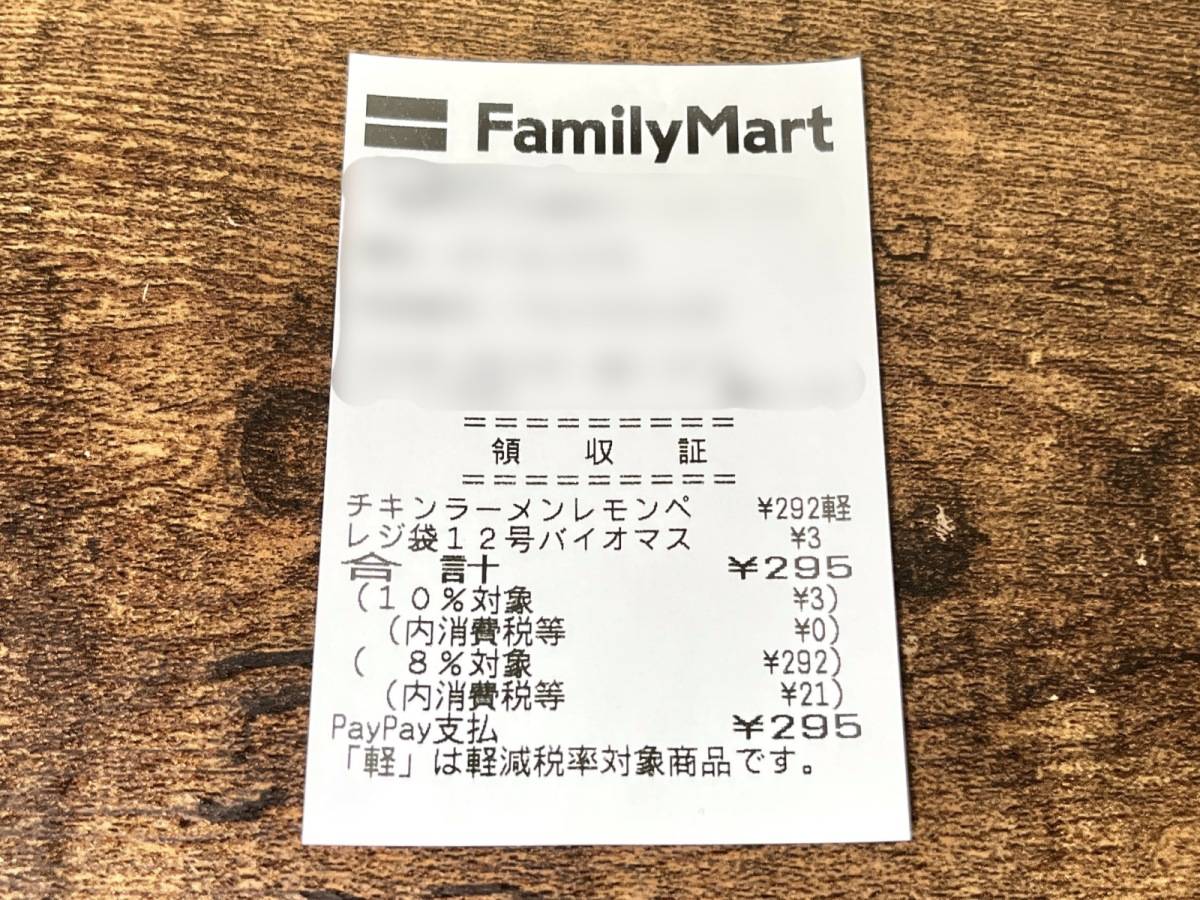 FamilyMart
=========
領 収 証
=========
チキンラーメンレモンペ ¥292軽
レジ袋12号バイオマス ¥3
合 計 ¥295
(10%対象 ¥3)
(内消費税等 ¥0)
( 8%対象 ¥292)
(内消費税等 ¥21)
PayPay支払 ¥295
「軽」は軽減税率対象商品です。